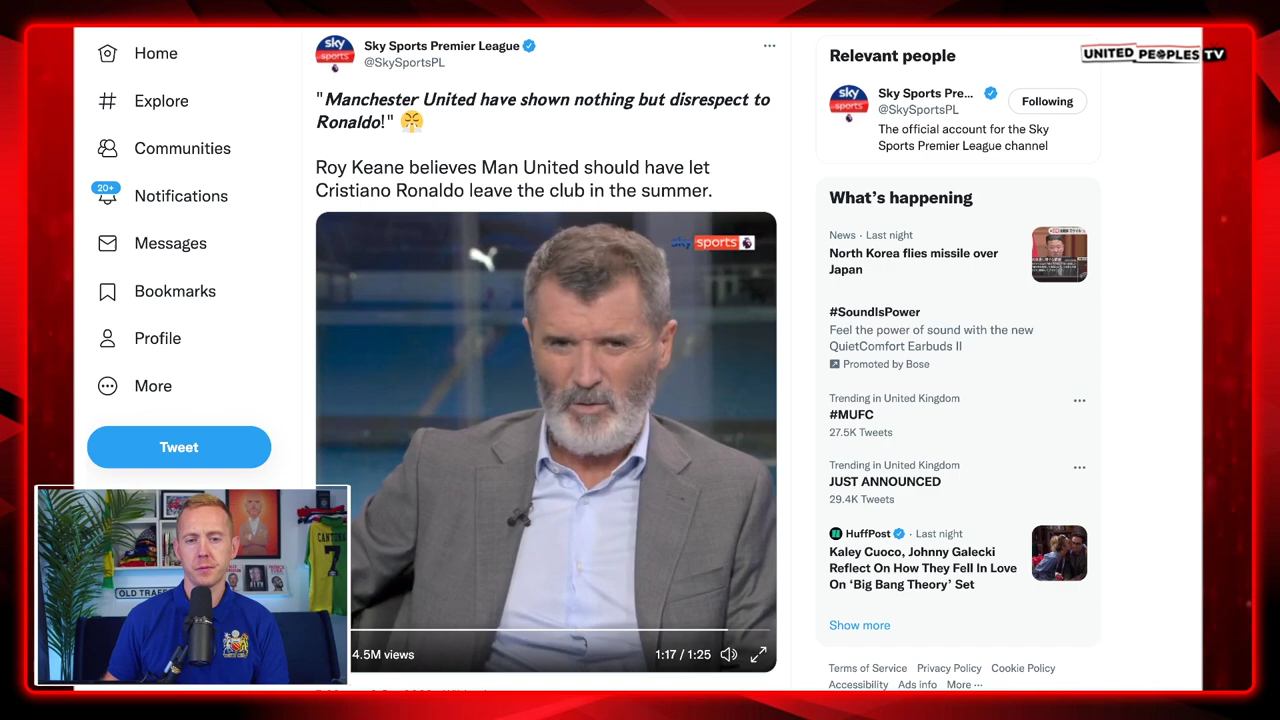 Home
Explore
Communities
20+
Notifications
Messages
Bookmarks
Profile
More
Tweet
sky
sports
Sky Sports Premier League
@SkySportsPL
"Manchester United have shown nothing but disrespect to
Ronaldo!" 😤
Roy Keane believes Man United should have let
Cristiano Ronaldo leave the club in the summer.
sky sports
4.5M views
1:17 / 1:25
OLD TRAFF
CANTONA
7
UNITED PEOPLES TV
Relevant people
sky
sports
Sky Sports Pre...
@SkySportsPL
Following
The official account for the Sky
Sports Premier League channel
What's happening
News · Last night
North Korea flies missile over
Japan
#SoundIsPower
Feel the power of sound with the new
QuietComfort Earbuds II
Promoted by Bose
Trending in United Kingdom
#MUFC
27.5K Tweets
Trending in United Kingdom
JUST ANNOUNCED
29.4K Tweets
HuffPost · Last night
Kaley Cuoco, Johnny Galecki
Reflect On How They Fell In Love
On ‘Big Bang Theory’ Set
Show more
Terms of Service Privacy Policy Cookie Policy
Accessibility Ads info More ···